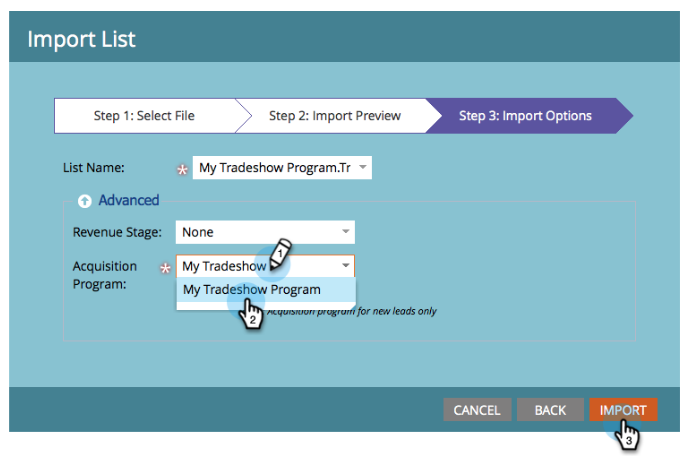 Import List
Step 1: Select File
Step 2: Import Preview
Step 3: Import Options
List Name:
* My Tradeshow Program.Tr
Advanced
Revenue Stage:
None
1
Acquisition
Program:
* My Tradeshow
My Tradeshow Program
2
Acquisition program for new leads only
CANCEL
BACK
IMPORT
3